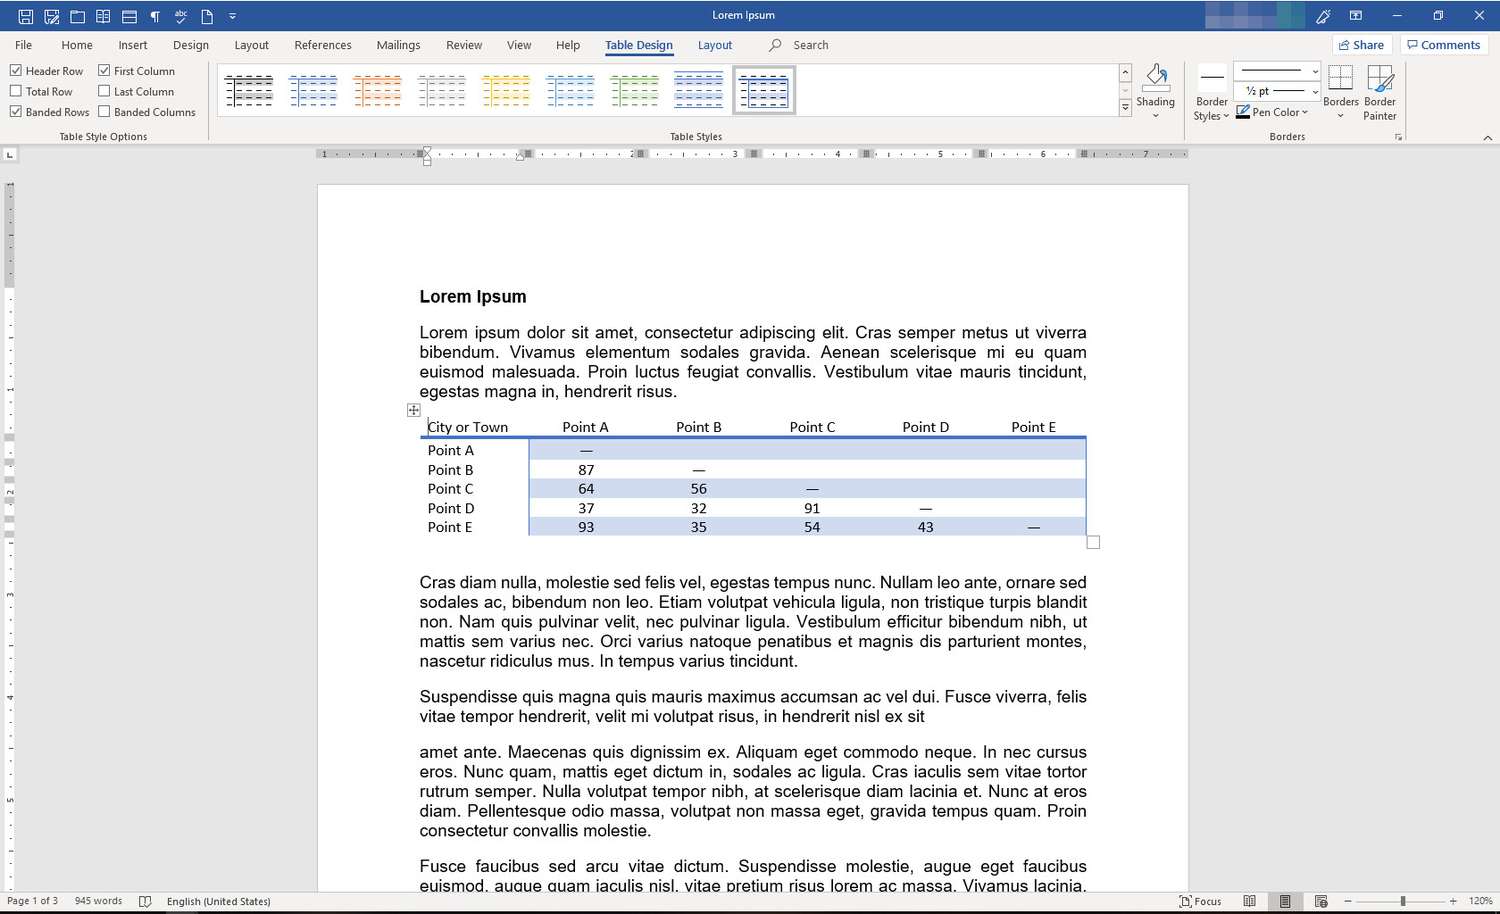 Lorem Ipsum
File Home Insert Design Layout References Mailings Review View Help Table Design Layout Search Share Comments
Header Row First Column
Total Row Last Column
Banded Rows Banded Columns
Table Style Options
Table Styles
Shading
Border Styles
½ pt
Pen Color
Borders
Border Painter
Borders
1 2 3 4 5 6 7
1
1
2
3
4
5
Lorem Ipsum
Lorem ipsum dolor sit amet, consectetur adipiscing elit. Cras semper metus ut viverra
bibendum. Vivamus elementum sodales gravida. Aenean scelerisque mi eu quam
euismod malesuada. Proin luctus feugiat convallis. Vestibulum vitae mauris tincidunt,
egestas magna in, hendrerit risus.
City or Town Point A Point B Point C Point D Point E
Point A —
Point B 87 —
Point C 64 56 —
Point D 37 32 91 —
Point E 93 35 54 43 —
Cras diam nulla, molestie sed felis vel, egestas tempus nunc. Nullam leo ante, ornare sed
sodales ac, bibendum non leo. Etiam volutpat vehicula ligula, non tristique turpis blandit
non. Nam quis pulvinar velit, nec pulvinar ligula. Vestibulum efficitur bibendum nibh, ut
mattis sem varius nec. Orci varius natoque penatibus et magnis dis parturient montes,
nascetur ridiculus mus. In tempus varius tincidunt.
Suspendisse quis magna quis mauris maximus accumsan ac vel dui. Fusce viverra, felis
vitae tempor hendrerit, velit mi volutpat risus, in hendrerit nisl ex sit
amet ante. Maecenas quis dignissim ex. Aliquam eget commodo neque. In nec cursus
eros. Nunc quam, mattis eget dictum in, sodales ac ligula. Cras iaculis sem vitae tortor
rutrum semper. Nulla volutpat tempor nibh, at scelerisque diam lacinia et. Nunc at eros
diam. Pellentesque odio massa, volutpat non massa eget, gravida tempus quam. Proin
consectetur convallis molestie.
Fusce faucibus sed arcu vitae dictum. Suspendisse molestie, augue eget faucibus
euismod, augue quam iaculis nisl, vitae pretium risus lorem ac massa. Vivamus lacinia,
Page 1 of 3 945 words English (United States) Focus 120%